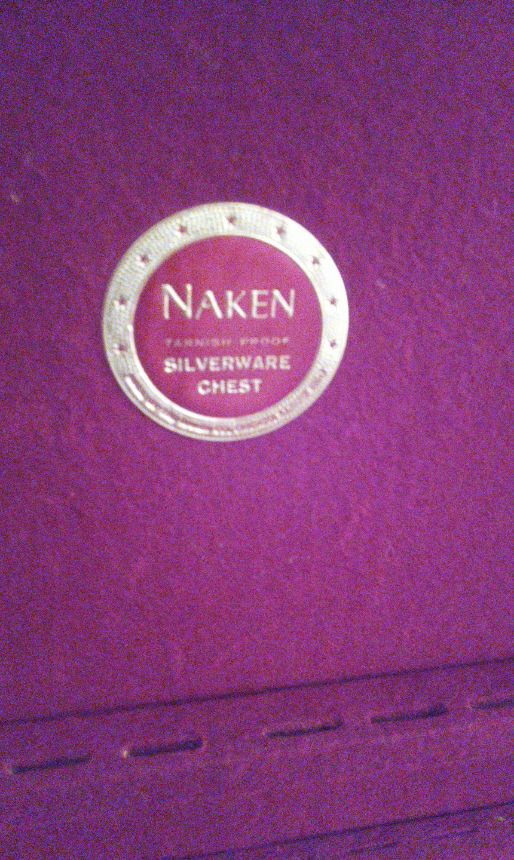 NAKEN
TARNISH PROOF
SILVERWARE
CHEST